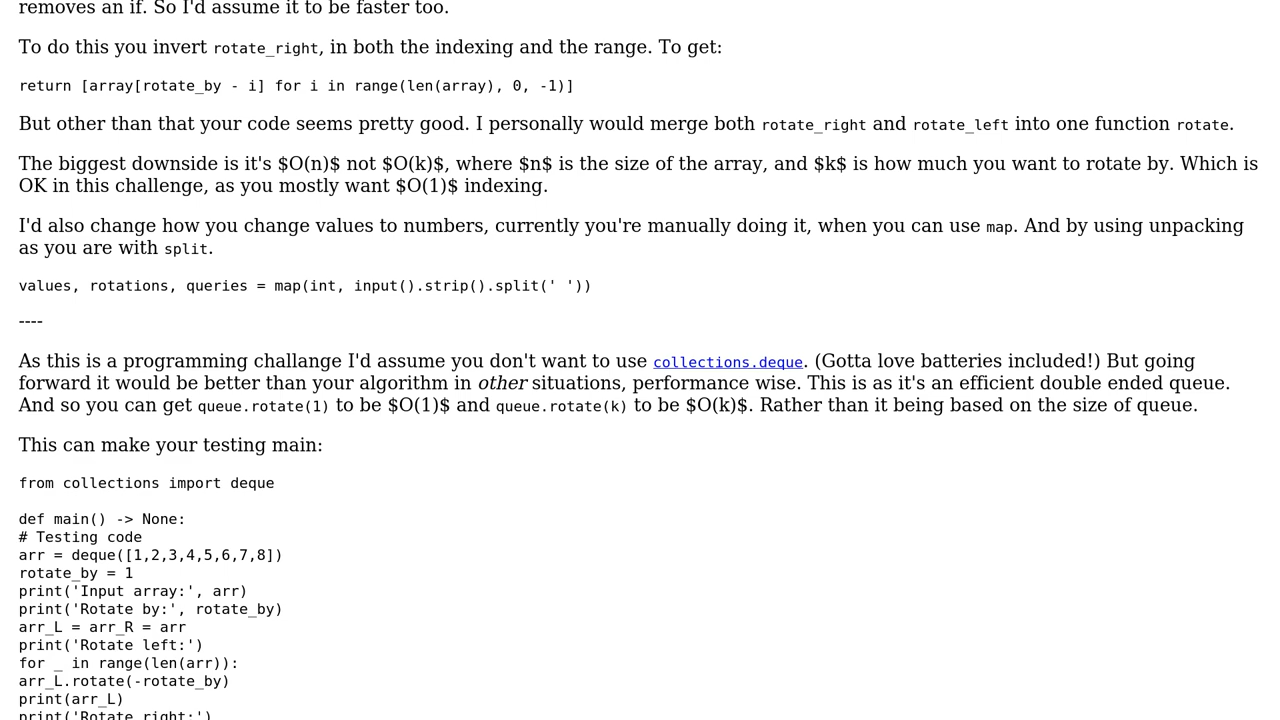 removes an if. So I'd assume it to be faster too.
To do this you invert rotate_right, in both the indexing and the range. To get:
return [array[rotate_by - i] for i in range(len(array), 0, -1)]
But other than that your code seems pretty good. I personally would merge both rotate_right and rotate_left into one function rotate.
The biggest downside is it's $O(n)$ not $O(k)$, where $n$ is the size of the array, and $k$ is how much you want to rotate by. Which is
OK in this challenge, as you mostly want $O(1)$ indexing.
I'd also change how you change values to numbers, currently you're manually doing it, when you can use map. And by using unpacking
as you are with split.
values, rotations, queries = map(int, input().strip().split(' '))
----
As this is a programming challange I'd assume you don't want to use collections.deque. (Gotta love batteries included!) But going
forward it would be better than your algorithm in other situations, performance wise. This is as it's an efficient double ended queue.
And so you can get queue.rotate(1) to be $O(1)$ and queue.rotate(k) to be $O(k)$. Rather than it being based on the size of queue.
This can make your testing main:
from collections import deque
def main() -> None:
# Testing code
arr = deque([1,2,3,4,5,6,7,8])
rotate_by = 1
print('Input array:', arr)
print('Rotate by:', rotate_by)
arr_L = arr_R = arr
print('Rotate left:')
for _ in range(len(arr)):
arr_L.rotate(-rotate_by)
print(arr_L)
print('Rotate right:')